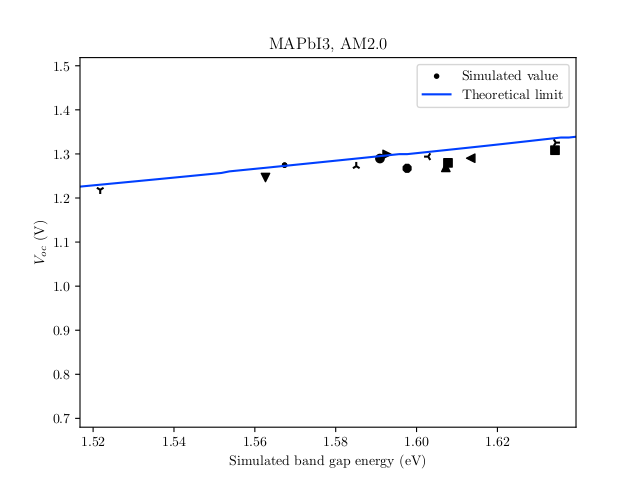 MAPbI3, AM2.0
Simulated value
Theoretical limit
1.5
1.4
1.3
1.2
1.1
1.0
0.9
0.8
0.7
V_oc (V)
1.52 1.54 1.56 1.58 1.60 1.62
Simulated band gap energy (eV)